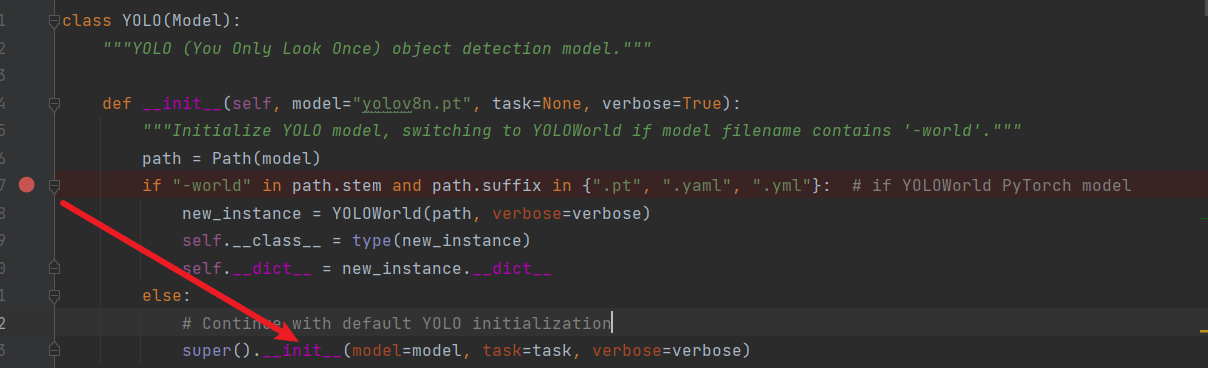 1 class YOLO(Model):
2 """YOLO (You Only Look Once) object detection model."""
3
4 def __init__(self, model="yolov8n.pt", task=None, verbose=True):
5 """Initialize YOLO model, switching to YOLOWorld if model filename contains '-world'."""
6 path = Path(model)
7 if "-world" in path.stem and path.suffix in {".pt", ".yaml", ".yml"}:  # if YOLOWorld PyTorch model
8 new_instance = YOLOWorld(path, verbose=verbose)
9 self.__class__ = type(new_instance)
0 self.__dict__ = new_instance.__dict__
1 else:
2 # Continue with default YOLO initialization
3 super().__init__(model=model, task=task, verbose=verbose)